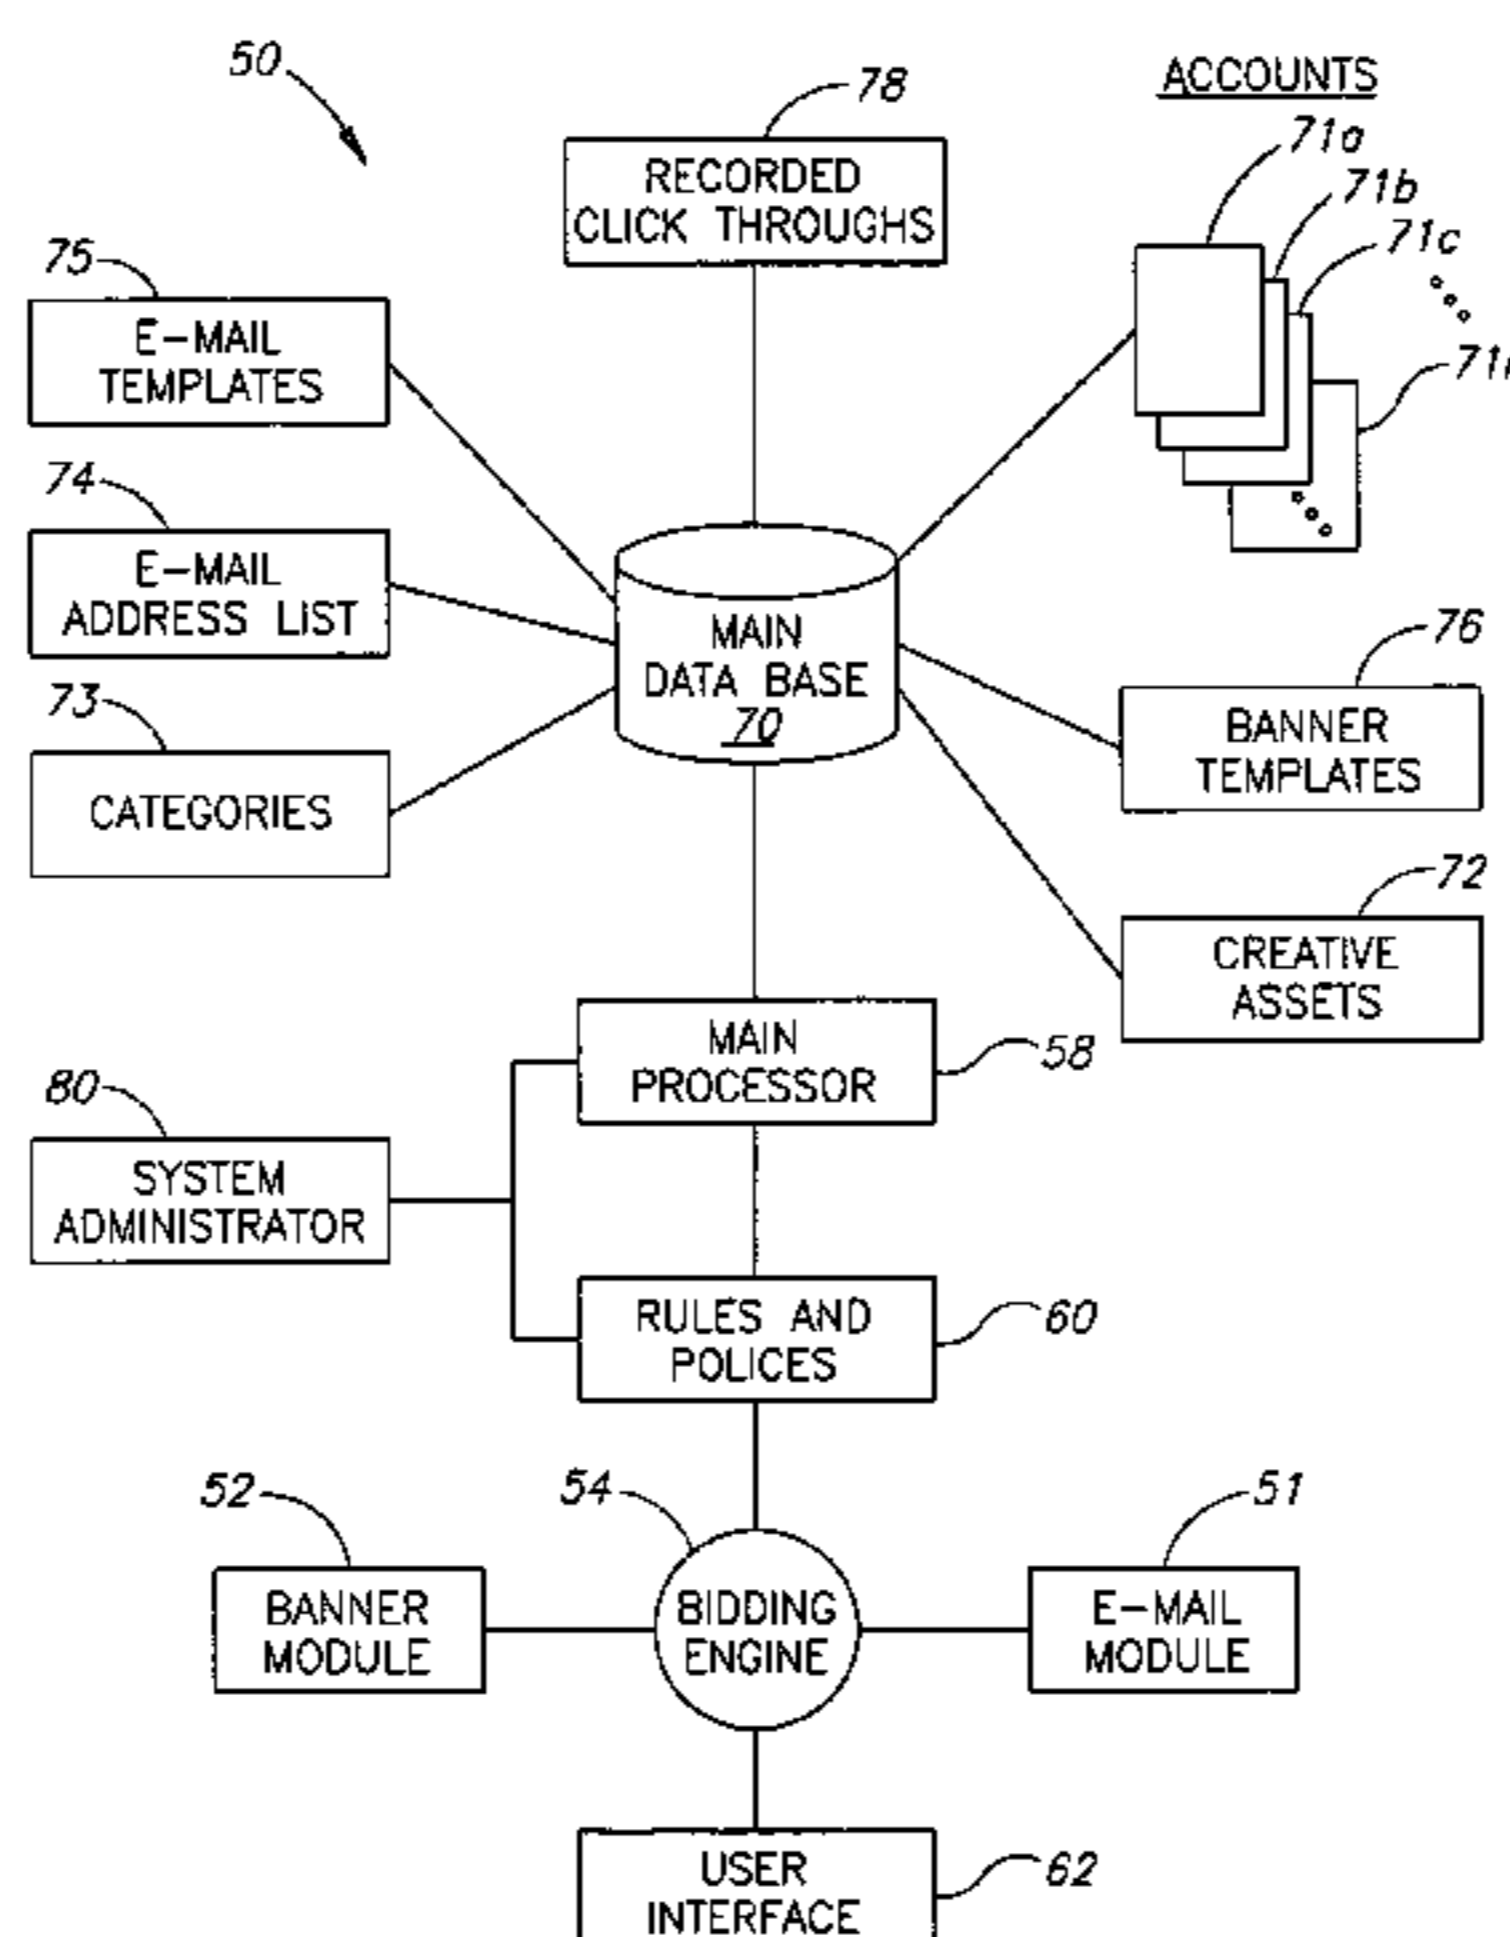 50
78
ACCOUNTS
71a
71b
71c
RECORDED
CLICK THROUGHS
75
E-MAIL
TEMPLATES
74
E-MAIL
ADDRESS LIST
73
CATEGORIES
MAIN
DATA BASE
70
76
BANNER
TEMPLATES
72
CREATIVE
ASSETS
MAIN
PROCESSOR
58
80
SYSTEM
ADMINISTRATOR
RULES AND
POLICES
60
52
BANNER
MODULE
54
BIDDING
ENGINE
51
E-MAIL
MODULE
USER
INTERFACE
62